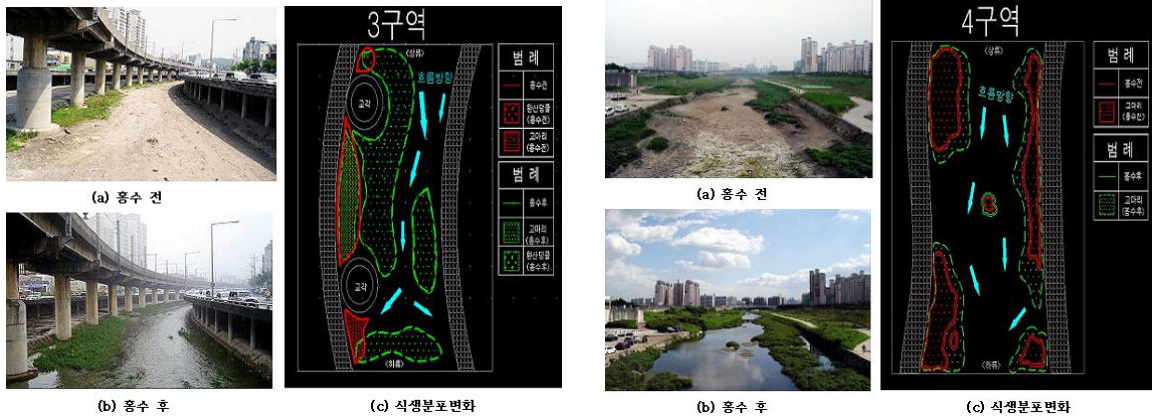 3구역
<상류>
흐름방향
교각
교각
<하류>
범 례
홍수전
환삼덩굴
(홍수전)
고마리
(홍수전)
범 례
홍수후
고마리
(홍수후)
환삼덩굴
(홍수후)
(a) 홍수 전
(b) 홍수 후
(c) 식생분포변화
4구역
<상류>
흐름방향
<하류>
범 례
홍수전
고마리
(홍수전)
범 례
홍수후
고마리
(홍수후)
(a) 홍수 전
(b) 홍수 후
(c) 식생분포변화